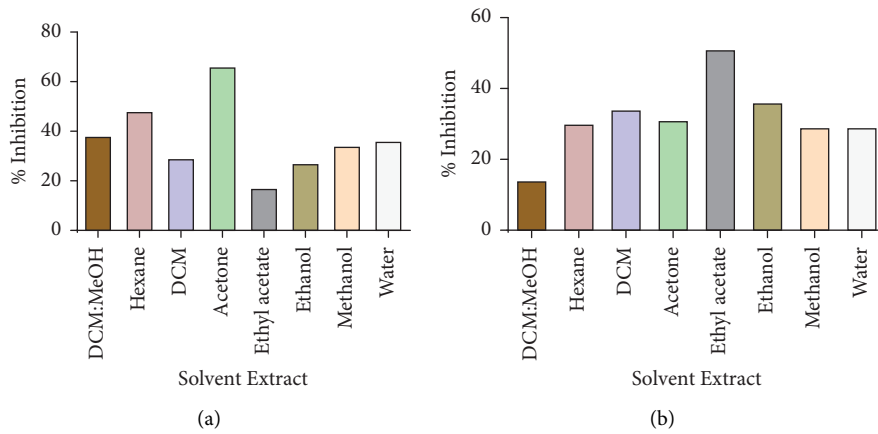 80
60
40
20
0
% Inhibition
DCM:MeOH
Hexane
DCM
Acetone
Ethyl acetate
Ethanol
Methanol
Water
Solvent Extract
(a)
60
40
20
0
% Inhibition
DCM:MeOH
Hexane
DCM
Acetone
Ethyl acetate
Ethanol
Methanol
Water
Solvent Extract
(b)